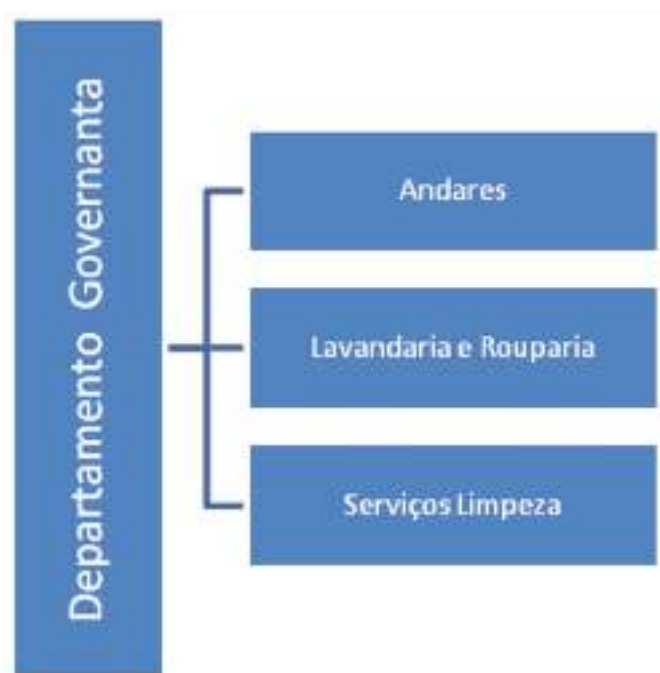 Departamento Governanta
Andares
Lavandaria e Rouparia
Serviços Limpeza